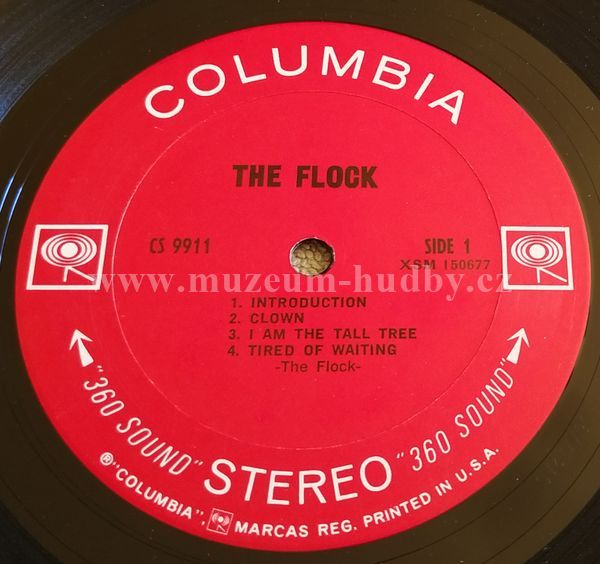 COLUMBIA
THE FLOCK
CS 9911
SIDE 1
XSM 150677
www.muzeum-hudby.cz
1. INTRODUCTION
2. CLOWN
3. I AM THE TALL TREE
4. TIRED OF WAITING
-The Flock-
"360 SOUND" STEREO "360 SOUND"
® "COLUMBIA", MARCAS REG. PRINTED IN U.S.A.